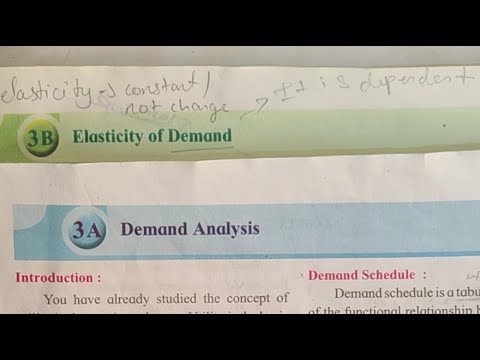 elasticity → constant /
not change → It is dependent
3B Elasticity of Demand
3A Demand Analysis
Introduction :
You have already studied the concept of
Demand Schedule :
Demand schedule is a tabu
of the functional relationship